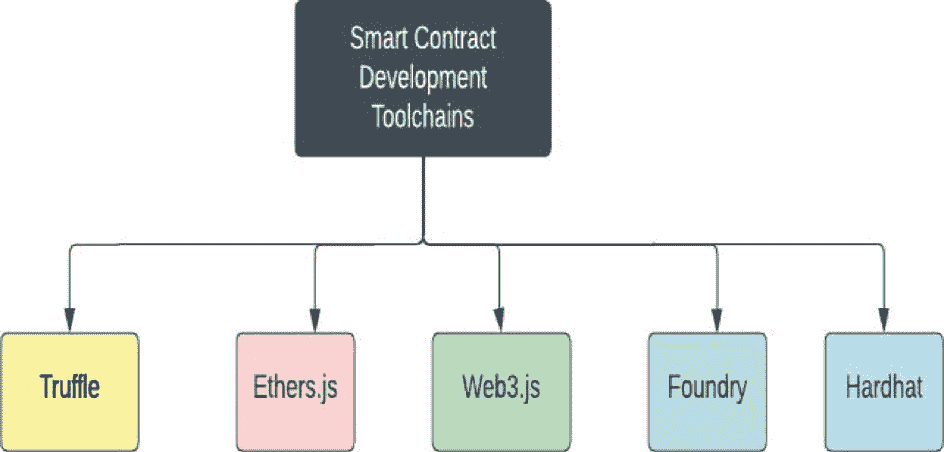 Smart Contract
Development
Toolchains
Truffle
Ethers.js
Web3.js
Foundry
Hardhat